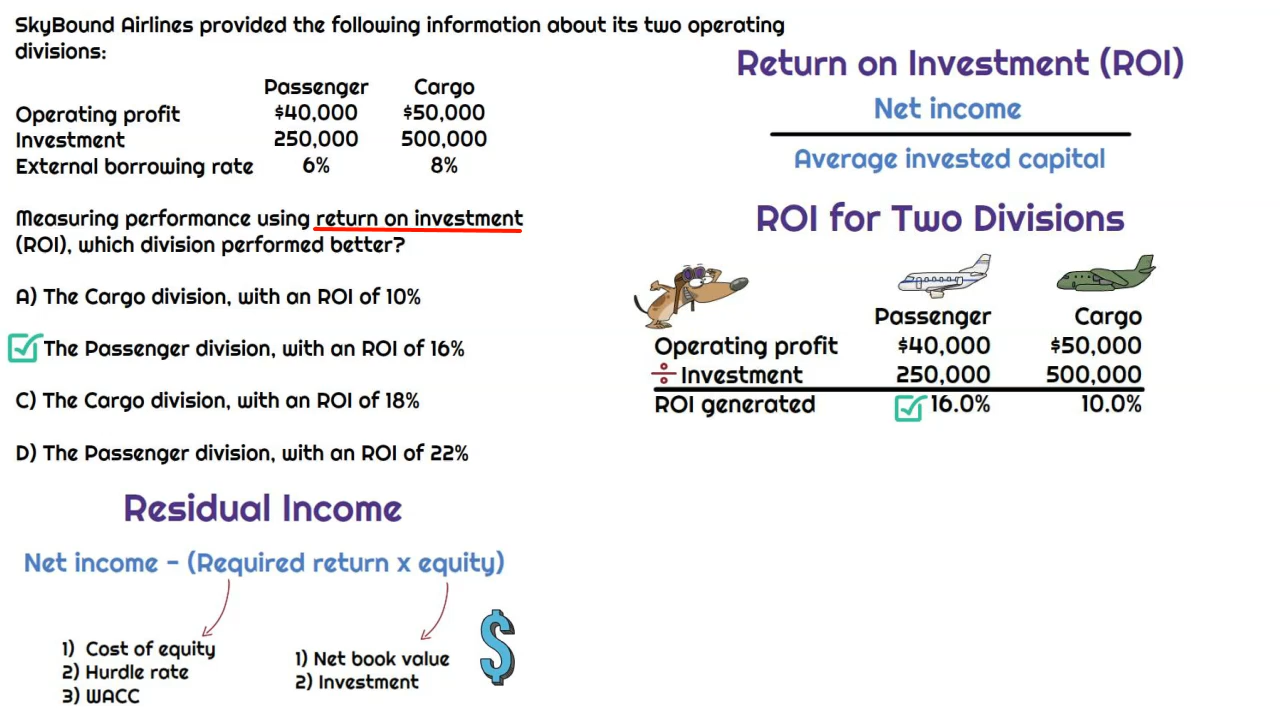 SkyBound Airlines provided the following information about its two operating
divisions:
Passenger Cargo
Operating profit $40,000 $50,000
Investment 250,000 500,000
External borrowing rate 6% 8%
Measuring performance using return on investment
(ROI), which division performed better?
A) The Cargo division, with an ROI of 10%
The Passenger division, with an ROI of 16%
C) The Cargo division, with an ROI of 18%
D) The Passenger division, with an ROI of 22%
Residual Income
Net income - (Required return x equity)
1) Cost of equity
2) Hurdle rate
3) WACC
1) Net book value
2) Investment
$
Return on Investment (ROI)
Net income
Average invested capital
ROI for Two Divisions
Passenger Cargo
Operating profit $40,000 $50,000
÷ Investment 250,000 500,000
ROI generated 16.0% 10.0%